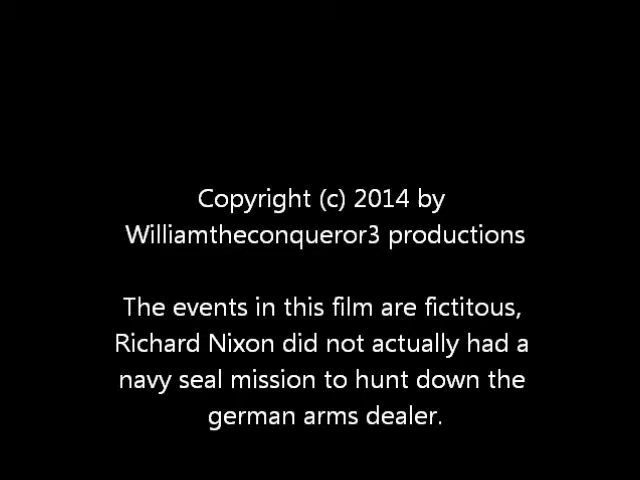 Copyright (c) 2014 by
Williamtheconqueror3 productions
The events in this film are fictitous,
Richard Nixon did not actually had a
navy seal mission to hunt down the
german arms dealer.